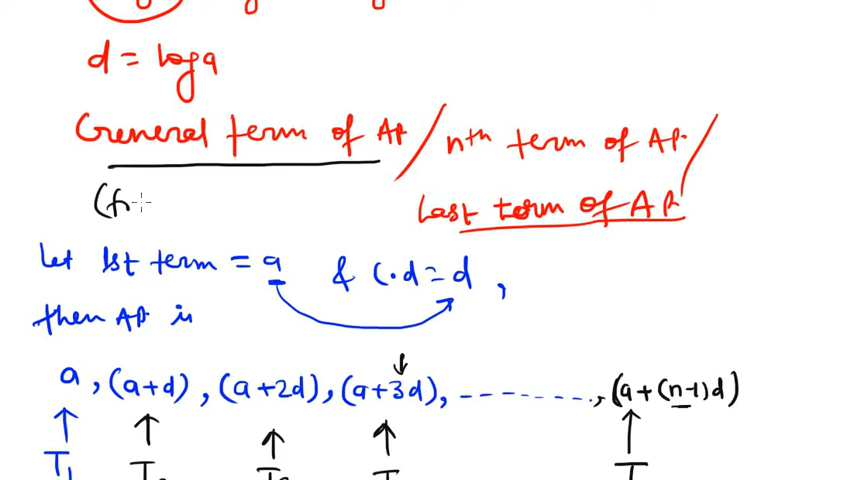 d = log a
General term of AP / nth term of AP /
Last term of AP
(f
Let 1st term = a & C.d = d ,
then AP is
a , (a+d) , (a+2d) , (a+3d) , ........... , (a+(n-1)d)
T1